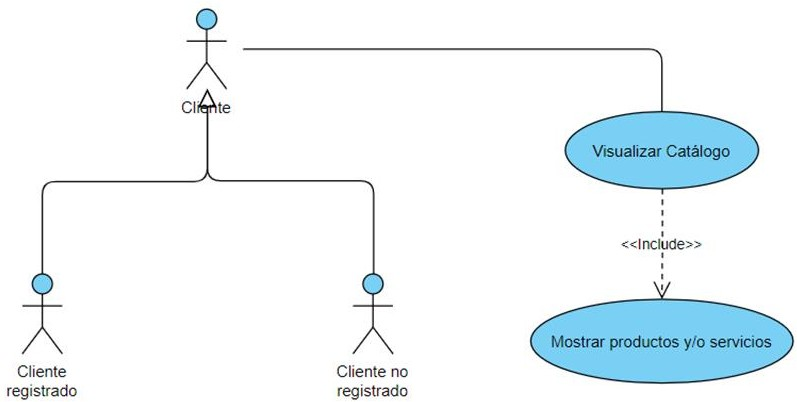 Cliente
Visualizar Catálogo
<<Include>>
Mostrar productos y/o servicios
Cliente
registrado
Cliente no
registrado